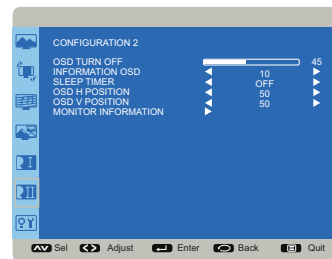 CONFIGURATION 2
OSD TURN OFF 45
INFORMATION OSD 10
SLEEP TIMER OFF
OSD H POSITION 50
OSD V POSITION 50
MONITOR INFORMATION
Sel Adjust Enter Back Quit